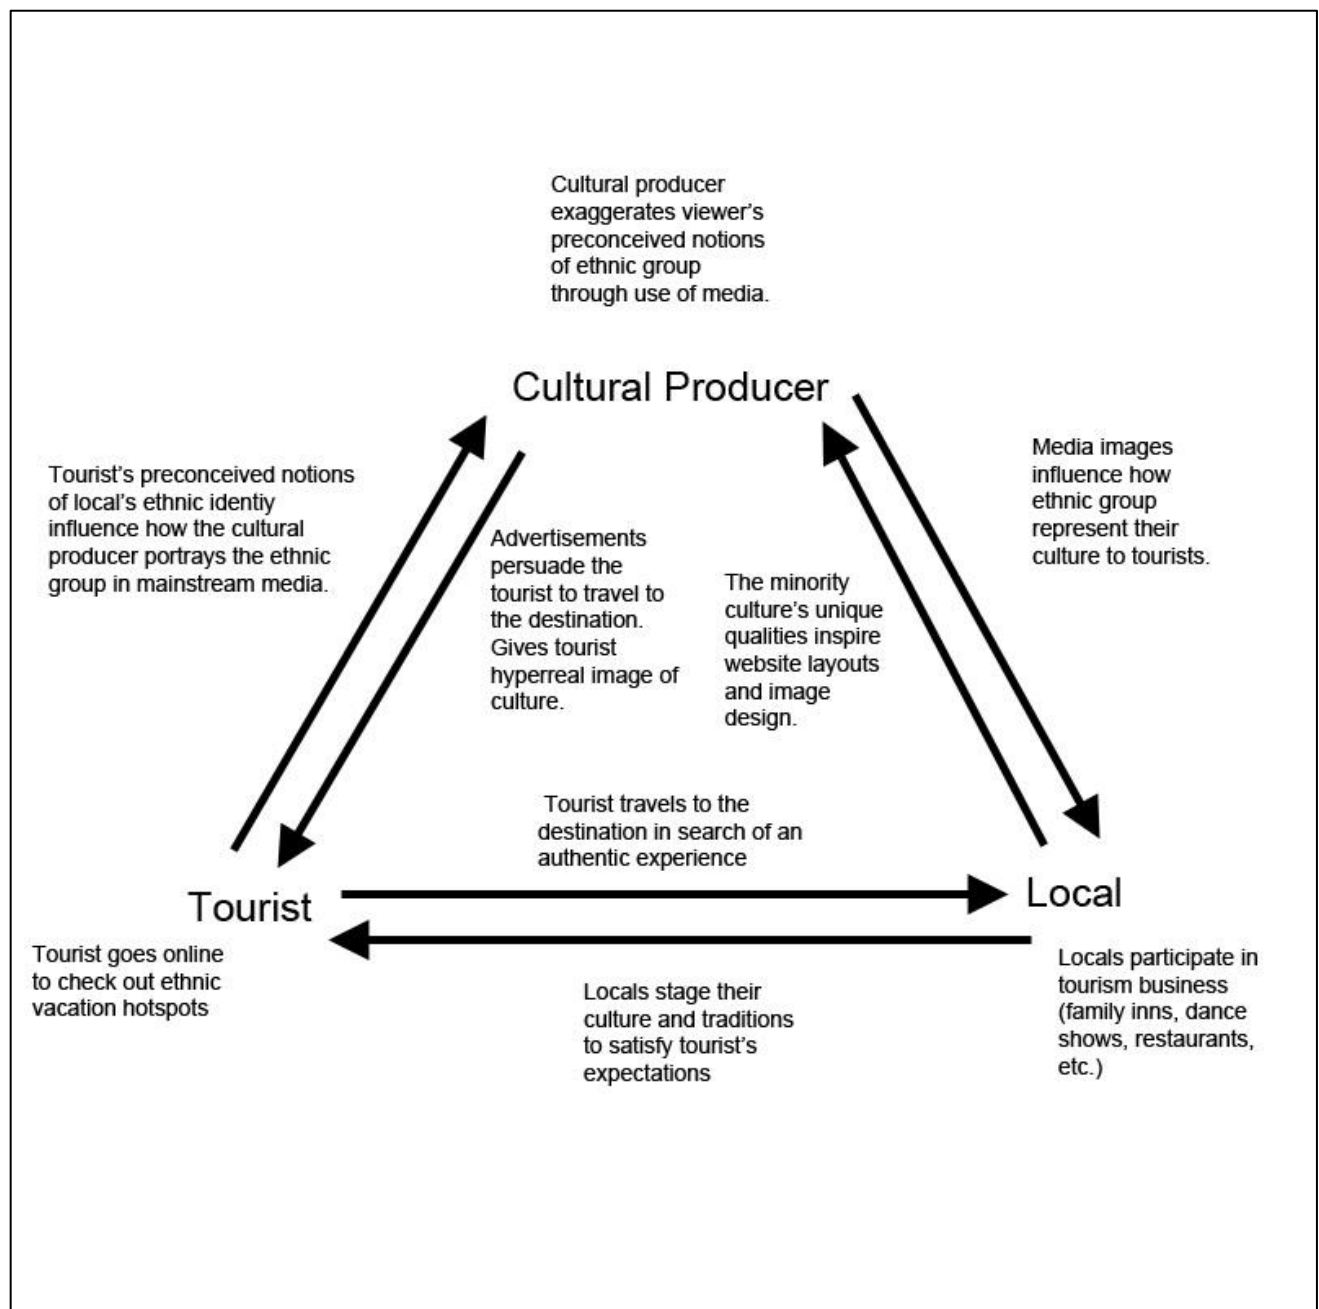 Cultural producer
exaggerates viewer's
preconceived notions
of ethnic group
through use of media.
Cultural Producer
Tourist's preconceived notions
of local's ethnic identiy
influence how the cultural
producer portrays the ethnic
group in mainstream media.
Advertisements
persuade the
tourist to travel to
the destination.
Gives tourist
hyperreal image of
culture.
The minority
culture's unique
qualities inspire
website layouts
and image
design.
Media images
influence how
ethnic group
represent their
culture to tourists.
Tourist travels to the
destination in search of an
authentic experience
Tourist
Local
Tourist goes online
to check out ethnic
vacation hotspots
Locals stage their
culture and traditions
to satisfy tourist's
expectations
Locals participate in
tourism business
(family inns, dance
shows, restaurants,
etc.)